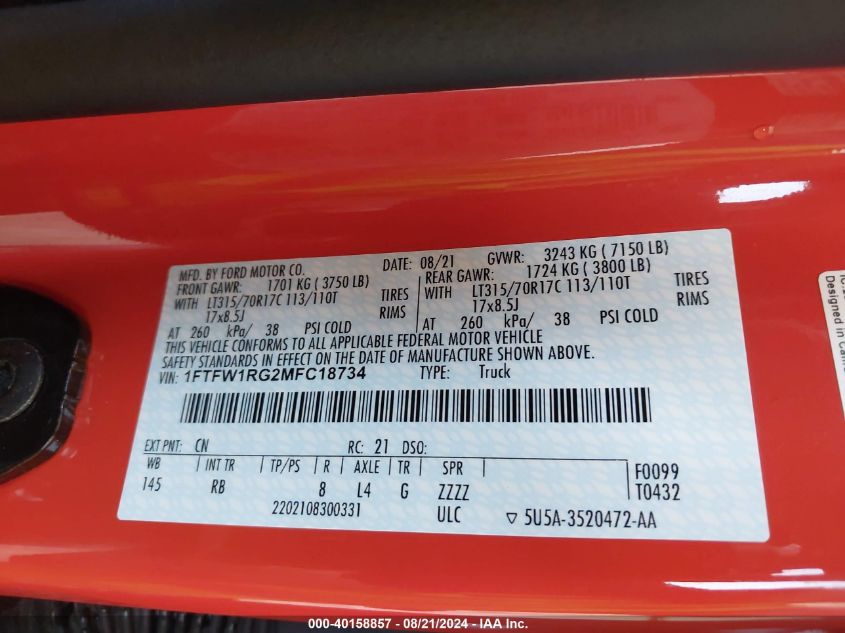 MFD. BY FORD MOTOR CO. DATE: 08/21 GVWR: 3243 KG ( 7150 LB)
FRONT GAWR: 1701 KG ( 3750 LB) REAR GAWR: 1724 KG ( 3800 LB)
WITH LT315/70R17C 113/110T TIRES WITH LT315/70R17C 113/110T TIRES
17x8.5J RIMS 17x8.5J RIMS
AT 260 kPa/ 38 PSI COLD AT 260 kPa/ 38 PSI COLD
THIS VEHICLE CONFORMS TO ALL APPLICABLE FEDERAL MOTOR VEHICLE
SAFETY STANDARDS IN EFFECT ON THE DATE OF MANUFACTURE SHOWN ABOVE.
VIN: 1FTFW1RG2MFC18734 TYPE: Truck
EXT PNT: CN RC: 21 DSO:
WB INT TR TP/PS R AXLE TR SPR F0099
145 RB 8 L4 G ZZZZ T0432
2202108300331 ULC ▽ 5U5A-3520472-AA
Designed in
000-40158857 - 08/21/2024 - IAA Inc.